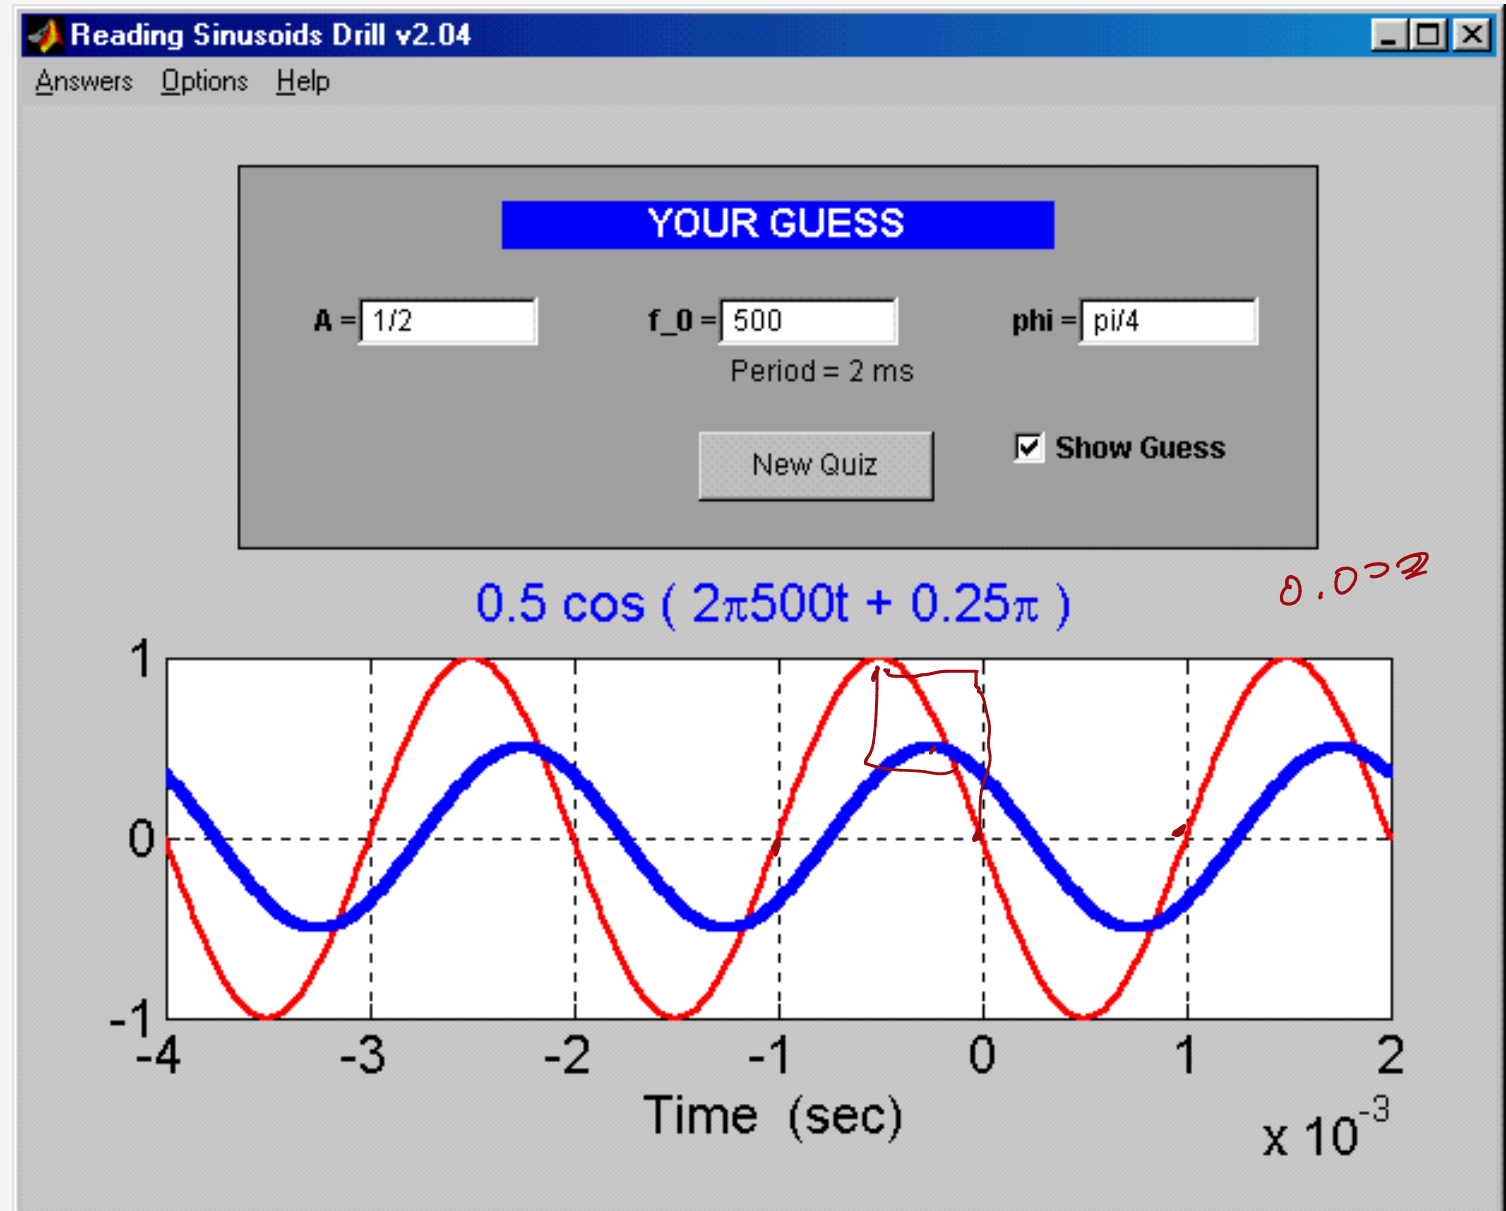 Reading Sinusoids Drill v2.04
Answers Options Help
YOUR GUESS
A = 1/2 f_0 = 500 phi = pi/4
Period = 2 ms
New Quiz Show Guess
0.5 cos ( 2π500t + 0.25π )
1
0
-1
-4 -3 -2 -1 0 1 2
Time (sec)
x 10⁻³